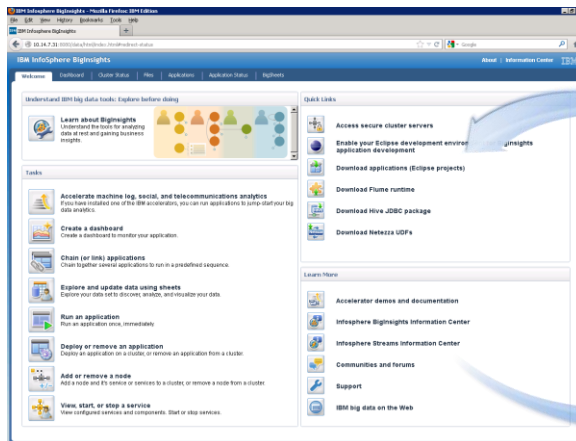 IBM Infosphere BigInsights - Mozilla Firefox: IBM Edition
File Edit View History Bookmarks Tools Help
IBM Infosphere BigInsights
Google
IBM InfoSphere BigInsights
About | Information Center IBM
Welcome Dashboard Cluster Status Files Applications Application Status BigSheets
Understand IBM big data tools: Explore before doing
Learn about BigInsights
Understand the tools for analyzing
data at rest and gaining business
insights.
Tasks
Accelerate machine log, social, and telecommunications analytics
If you have installed one of the IBM accelerators, you can run applications to jump-start your big
data analytics.
Create a dashboard
Create a dashboard to monitor your application.
Chain (or link) applications
Chain together several applications to run in a predefined sequence.
Explore and update data using sheets
Explore your data set to discover, analyze, and visualize your data.
Run an application
Run an application once, immediately
Deploy or remove an application
Deploy an application on a cluster, or remove an application from a cluster.
Add or remove a node
Add a node and it's service or services to a cluster, or remove a node from a cluster.
View, start, or stop a service
View configured services and components. Start or stop services.
Quick Links
Access secure cluster servers
Enable your Eclipse development BigInsights
application development
Download applications (Eclipse projects)
Download Flume runtime
Download Hive JDBC package
Download Netezza UDFs
Learn More
Accelerator demos and documentation
Infosphere BigInsights Information Center
Infosphere Streams Information Center
Communities and forums
Support
IBM big data on the Web